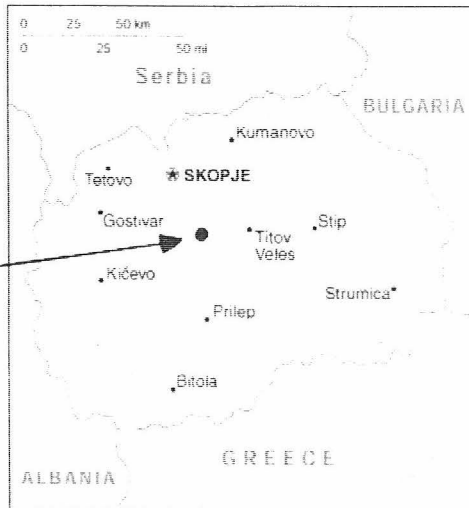 0 25 50 km
0 25 50 mi
Serbia
BULGARIA
Kumanovo
SKOPJE
Tetovo
Gostivar
Stip
Titov
Veles
Kičevo
Strumica
Prilep
Bitola
GREECE
ALBANIA